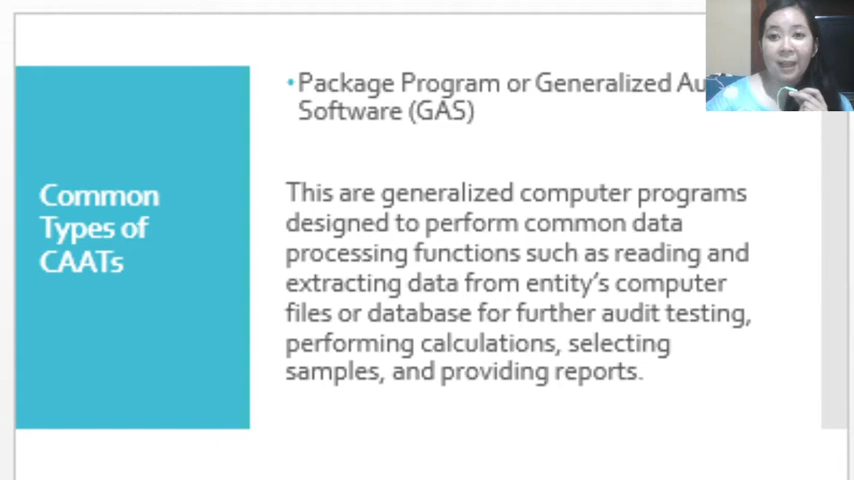 Common
Types of
CAATs
•Package Program or Generalized
Software (GAS)
This are generalized computer programs
designed to perform common data
processing functions such as reading and
extracting data from entity's computer
files or database for further audit testing,
performing calculations, selecting
samples, and providing reports.